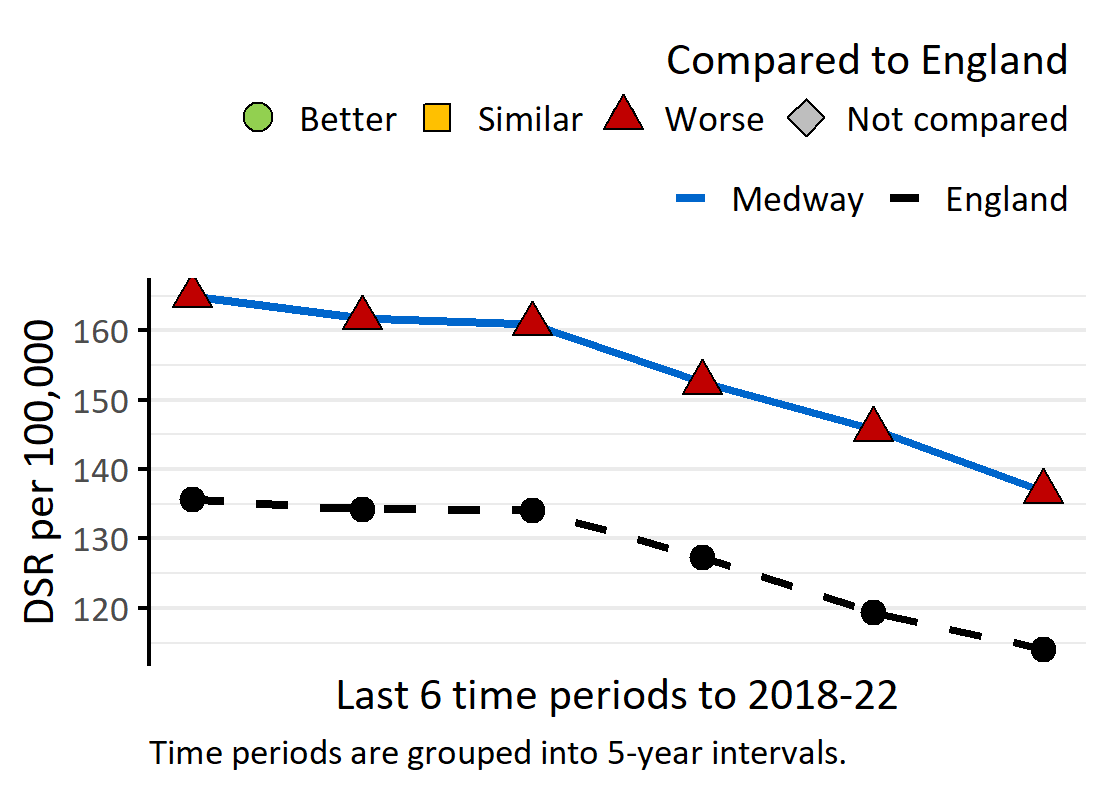 Compared to England
Better Similar Worse Not compared
Medway England
DSR per 100,000
160
150
140
130
120
Last 6 time periods to 2018-22
Time periods are grouped into 5-year intervals.